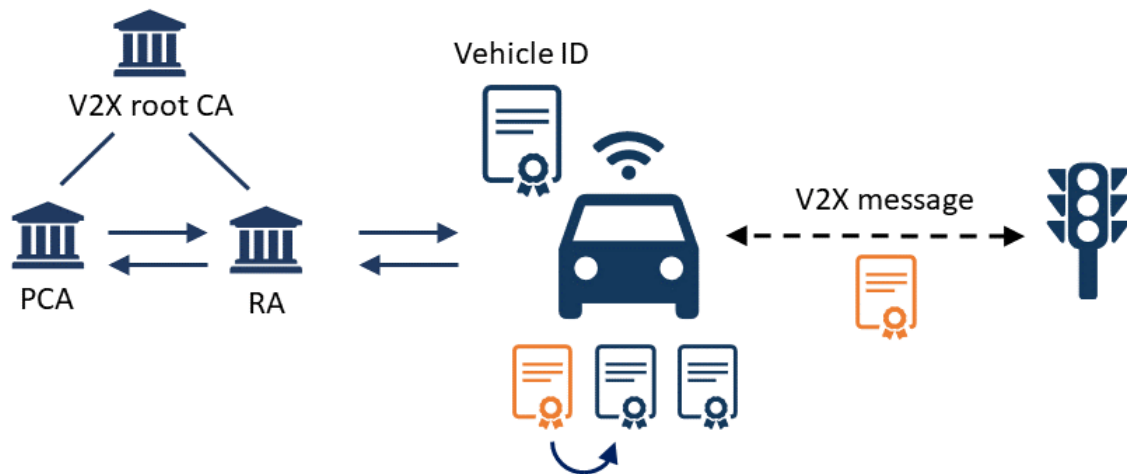 Vehicle ID
V2X root CA
V2X message
PCA
RA